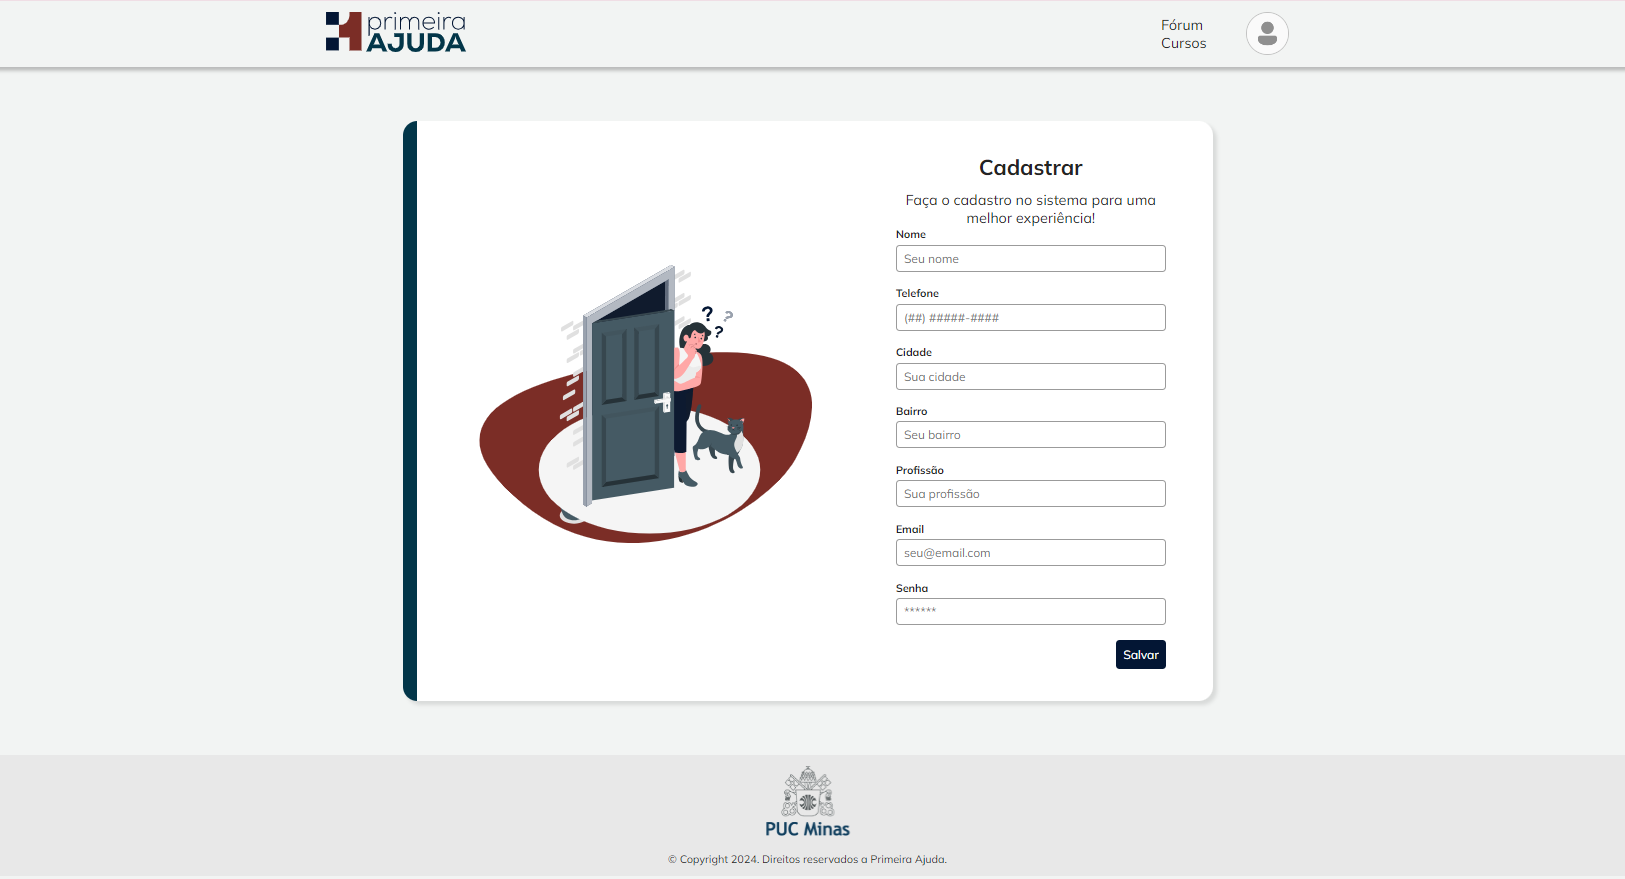 primeira
AJUDA
Fórum
Cursos
Cadastrar
Faça o cadastro no sistema para uma
melhor experiência!
Nome
Seu nome
Telefone
(##) #####-####
Cidade
Sua cidade
Bairro
Seu bairro
Profissão
Sua profissão
Email
seu@email.com
Senha
******
Salvar
? ?
?
PUC Minas
© Copyright 2024. Direitos reservados a Primeira Ajuda.